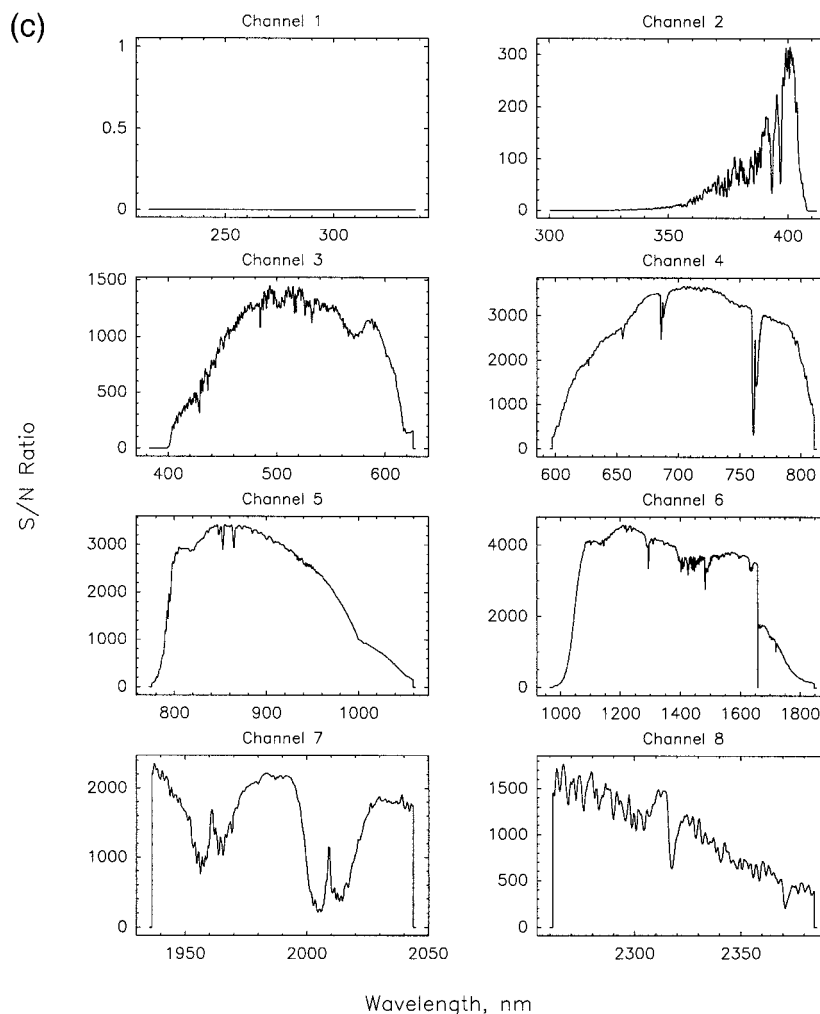 (c)
Channel 1
1
0.5
0
250 300
Channel 2
300
200
100
0
300 350 400
Channel 3
1500
1000
500
0
400 500 600
Channel 4
3000
2000
1000
0
600 650 700 750 800
S/N Ratio
Channel 5
3000
2000
1000
0
800 900 1000
Channel 6
4000
2000
0
1000 1200 1400 1600 1800
Channel 7
2000
1000
0
1950 2000 2050
Channel 8
1500
1000
500
0
2300 2350
Wavelength, nm